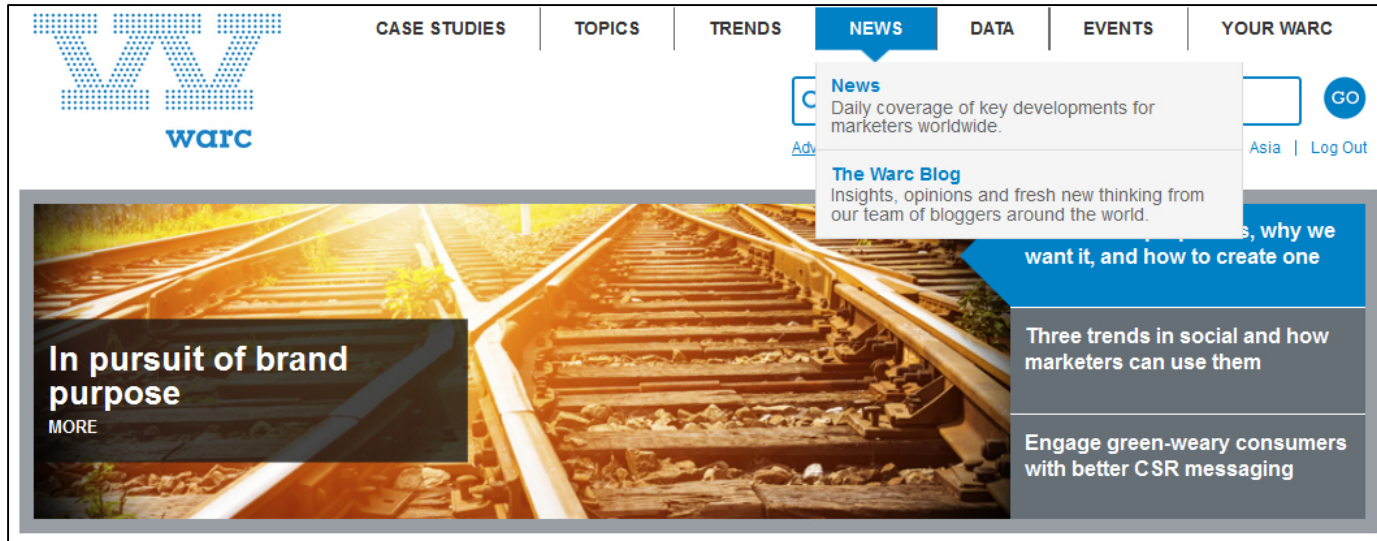 CASE STUDIES
TOPICS
TRENDS
NEWS
DATA
EVENTS
YOUR WARC
warc
News
Daily coverage of key developments for
marketers worldwide.
GO
Adv
Asia | Log Out
The Warc Blog
Insights, opinions and fresh new thinking from
our team of bloggers around the world.
, why we
want it, and how to create one
In pursuit of brand
purpose
MORE
Three trends in social and how
marketers can use them
Engage green-weary consumers
with better CSR messaging